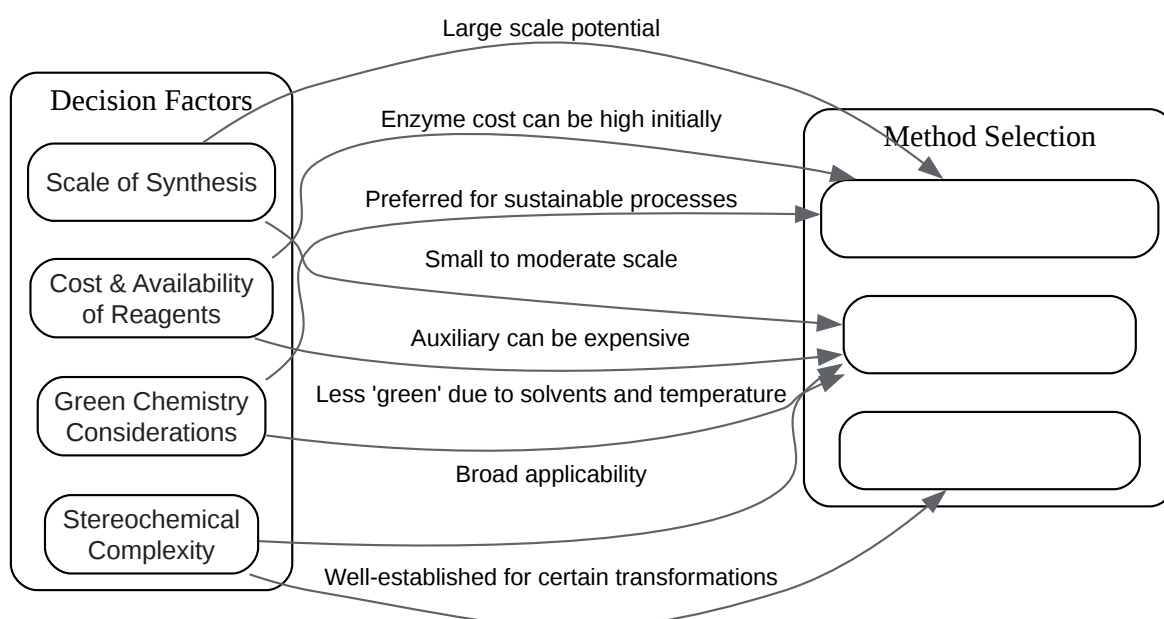 Large scale potential
Decision Factors
Enzyme cost can be high initially
Method Selection
Scale of Synthesis
Preferred for sustainable processes
Small to moderate scale
Cost & Availability
of Reagents
Auxiliary can be expensive
Less 'green' due to solvents and temperature
Green Chemistry
Considerations
Broad applicability
Stereochemical
Complexity
Well-established for certain transformations